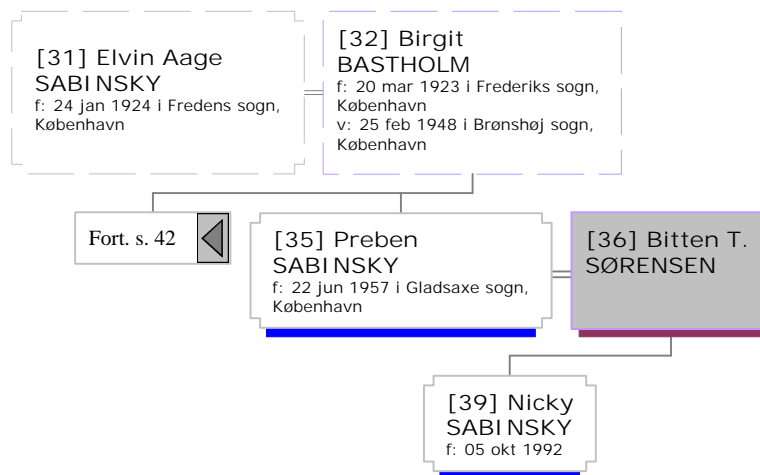 [31] Elvin Aage
SABINSKY
f: 24 jan 1924 i Fredens sogn,
København
[32] Birgit
BASTHOLM
f: 20 mar 1923 i Frederiks sogn,
København
v: 25 feb 1948 i Brønshøj sogn,
København
Fort. s. 42
[35] Preben
SABINSKY
f: 22 jun 1957 i Gladsaxe sogn,
København
[36] Bitten T.
SØRENSEN
[39] Nicky
SABINSKY
f: 05 okt 1992